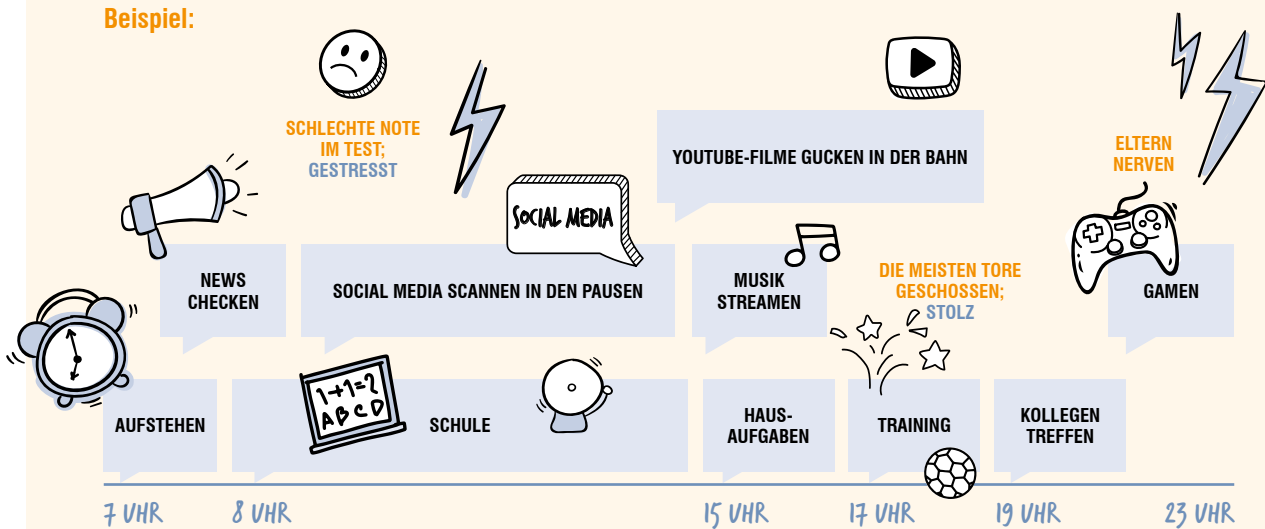 Beispiel:
SCHLECHTE NOTE
IM TEST;
GESTRESST
YOUTUBE-FILME GUCKEN IN DER BAHN
ELTERN
NERVEN
SOCIAL MEDIA
NEWS
CHECKEN
SOCIAL MEDIA SCANNEN IN DEN PAUSEN
MUSIK
STREAMEN
DIE MEISTEN TORE
GESCHOSSEN;
STOLZ
GAMEN
AUFSTEHEN
1+1=?
ABCD
SCHULE
HAUS-
AUFGABEN
TRAINING
KOLLEGEN
TREFFEN
7 UHR
8 UHR
15 UHR
17 UHR
19 UHR
23 UHR